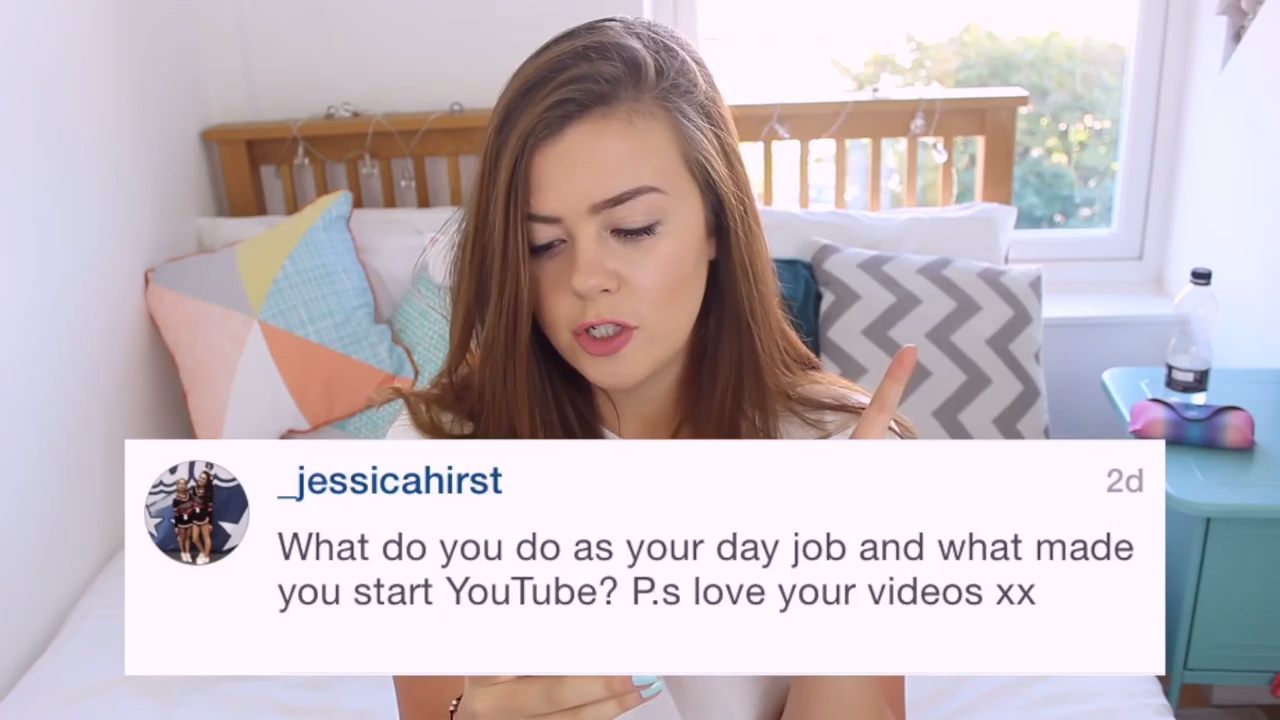 _jessicahirst
2d
What do you do as your day job and what made
you start YouTube? P.s love your videos xx